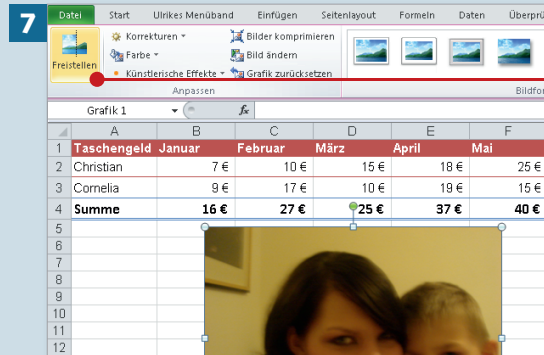 7
Datei Start Ulrikes Menüband Einfügen Seitenlayout Formeln Daten Überprü
Freistellen
Korrekturen
Farbe
Künstlerische Effekte
Bilder komprimieren
Bild ändern
Grafik zurücksetzen
Anpassen
Bildfor
Grafik 1 fx
A B C D E F
1 Taschengeld Januar Februar März April Mai
2 Christian 7 € 10 € 15 € 18 € 25 €
3 Cornelia 9 € 17 € 10 € 19 € 15 €
4 Summe 16 € 27 € 25 € 37 € 40 €
5
6
7
8
9
10
11
12